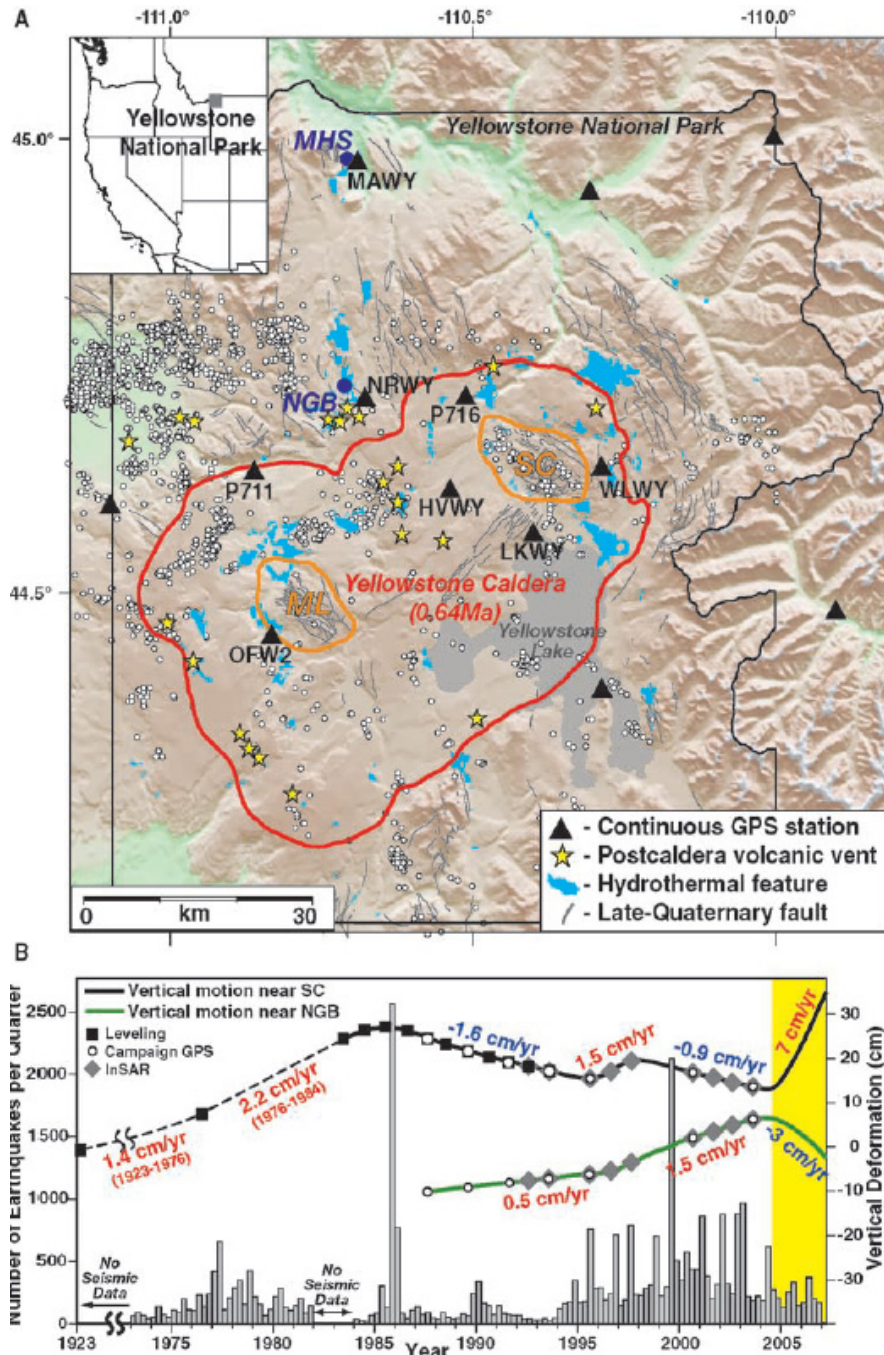 A
-111.0
-110.5
-110.0
45.0
44.5
Yellowstone
National Park
Yellowstone National Park
MHS
MAWY
NGB
NRWY
P716
SC
P711
HVWY
WLWY
LKWY
ML
Yellowstone Caldera
(0.64Ma)
OFW2
Yellowstone
Lake
- Continuous GPS station
- Postcaldera volcanic vent
- Hydrothermal feature
- Late-Quaternary fault
0 30
km
B
Vertical motion near SC
Vertical motion near NGB
Leveling
Campaign GPS
InSAR
Number of Earthquakes per Quarter
2500
2000
1500
1000
500
0
1.4 cm/yr
(1923-1976)
2.2 cm/yr
(1976-1984)
-1.6 cm/yr
1.5 cm/yr
-0.9 cm/yr
7 cm/yr
0.5 cm/yr
1.5 cm/yr
-3 cm/yr
No
Seismic
Data
No
Seismic
Data
30
20
10
0
-10
-20
-30
Vertical Deformation (cm)
1923 1975 1980 1985 1990 1995 2000 2005
Year